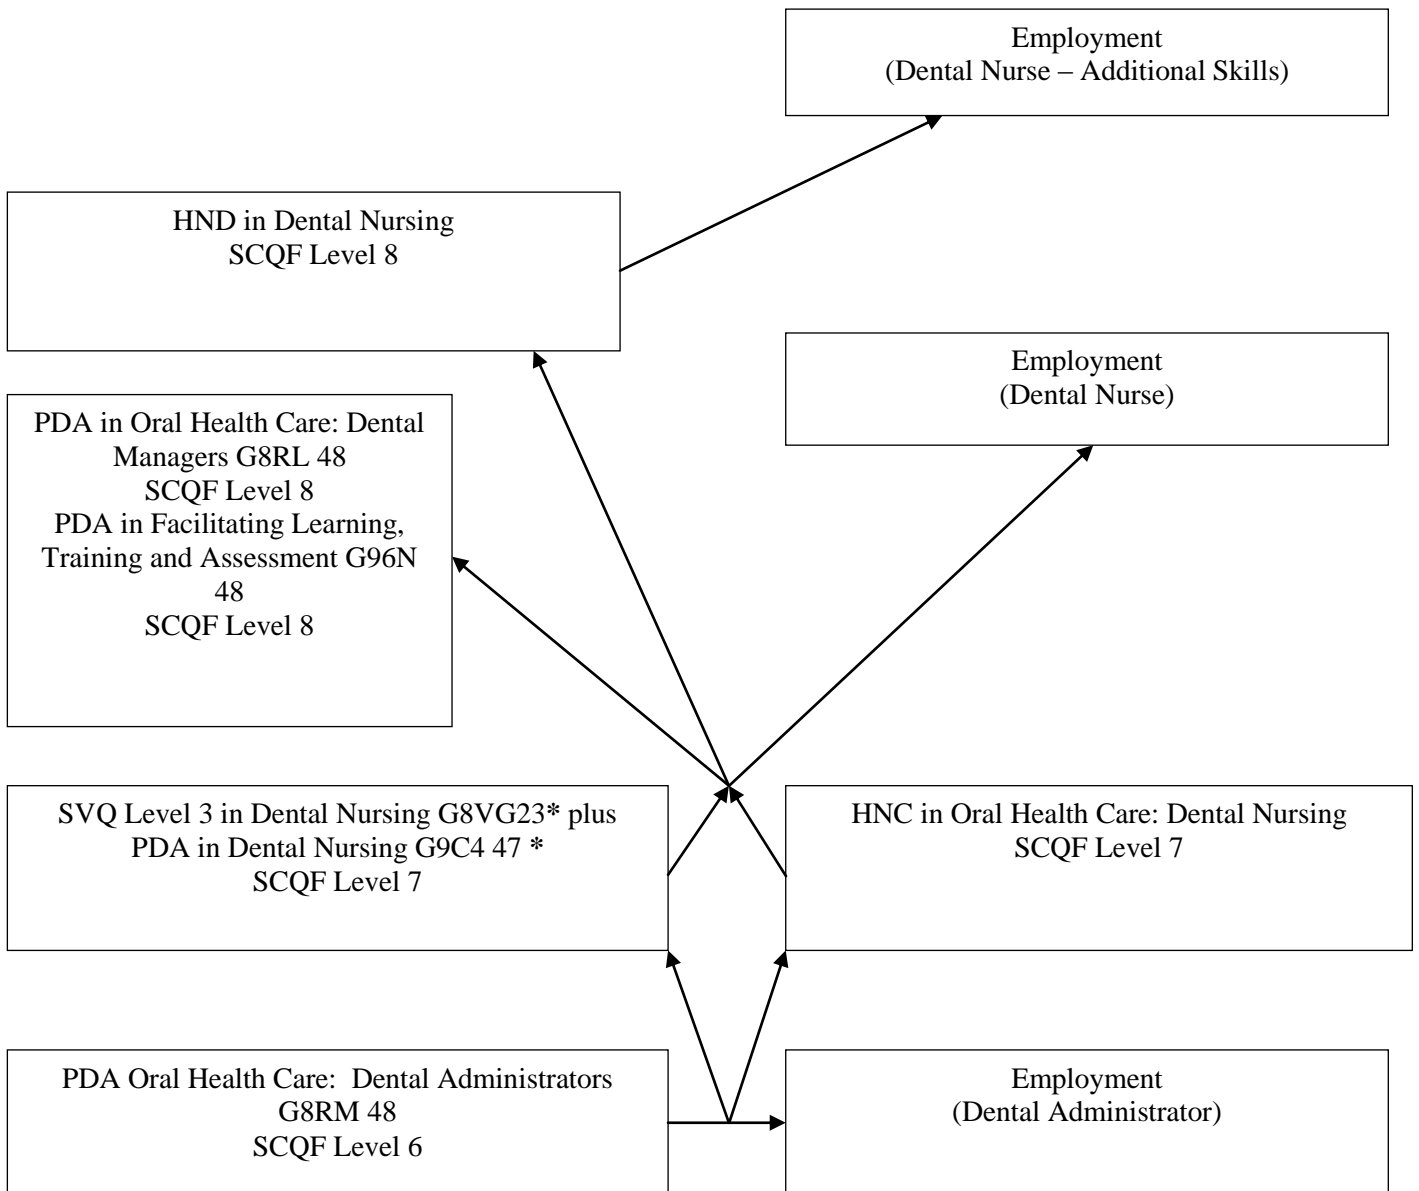 Employment
(Dental Nurse – Additional Skills)
HND in Dental Nursing
SCQF Level 8
Employment
(Dental Nurse)
PDA in Oral Health Care: Dental
Managers G8RL 48
SCQF Level 8
PDA in Facilitating Learning,
Training and Assessment G96N
48
SCQF Level 8
SVQ Level 3 in Dental Nursing G8VG23* plus
PDA in Dental Nursing G9C4 47 *
SCQF Level 7
HNC in Oral Health Care: Dental Nursing
SCQF Level 7
PDA Oral Health Care: Dental Administrators
G8RM 48
SCQF Level 6
Employment
(Dental Administrator)